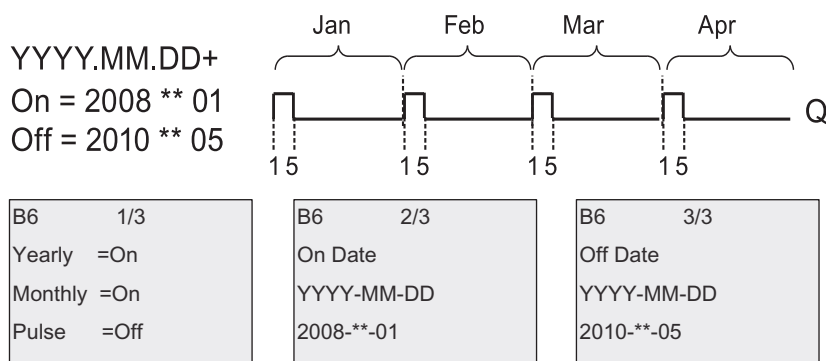 Jan Feb Mar Apr
YYYY.MM.DD+
On = 2008 ** 01
Off = 2010 ** 05
Q
1 5 1 5 1 5 1 5
B6 1/3
Yearly =On
Monthly =On
Pulse =Off
B6 2/3
On Date
YYYY-MM-DD
2008-**-01
B6 3/3
Off Date
YYYY-MM-DD
2010-**-05